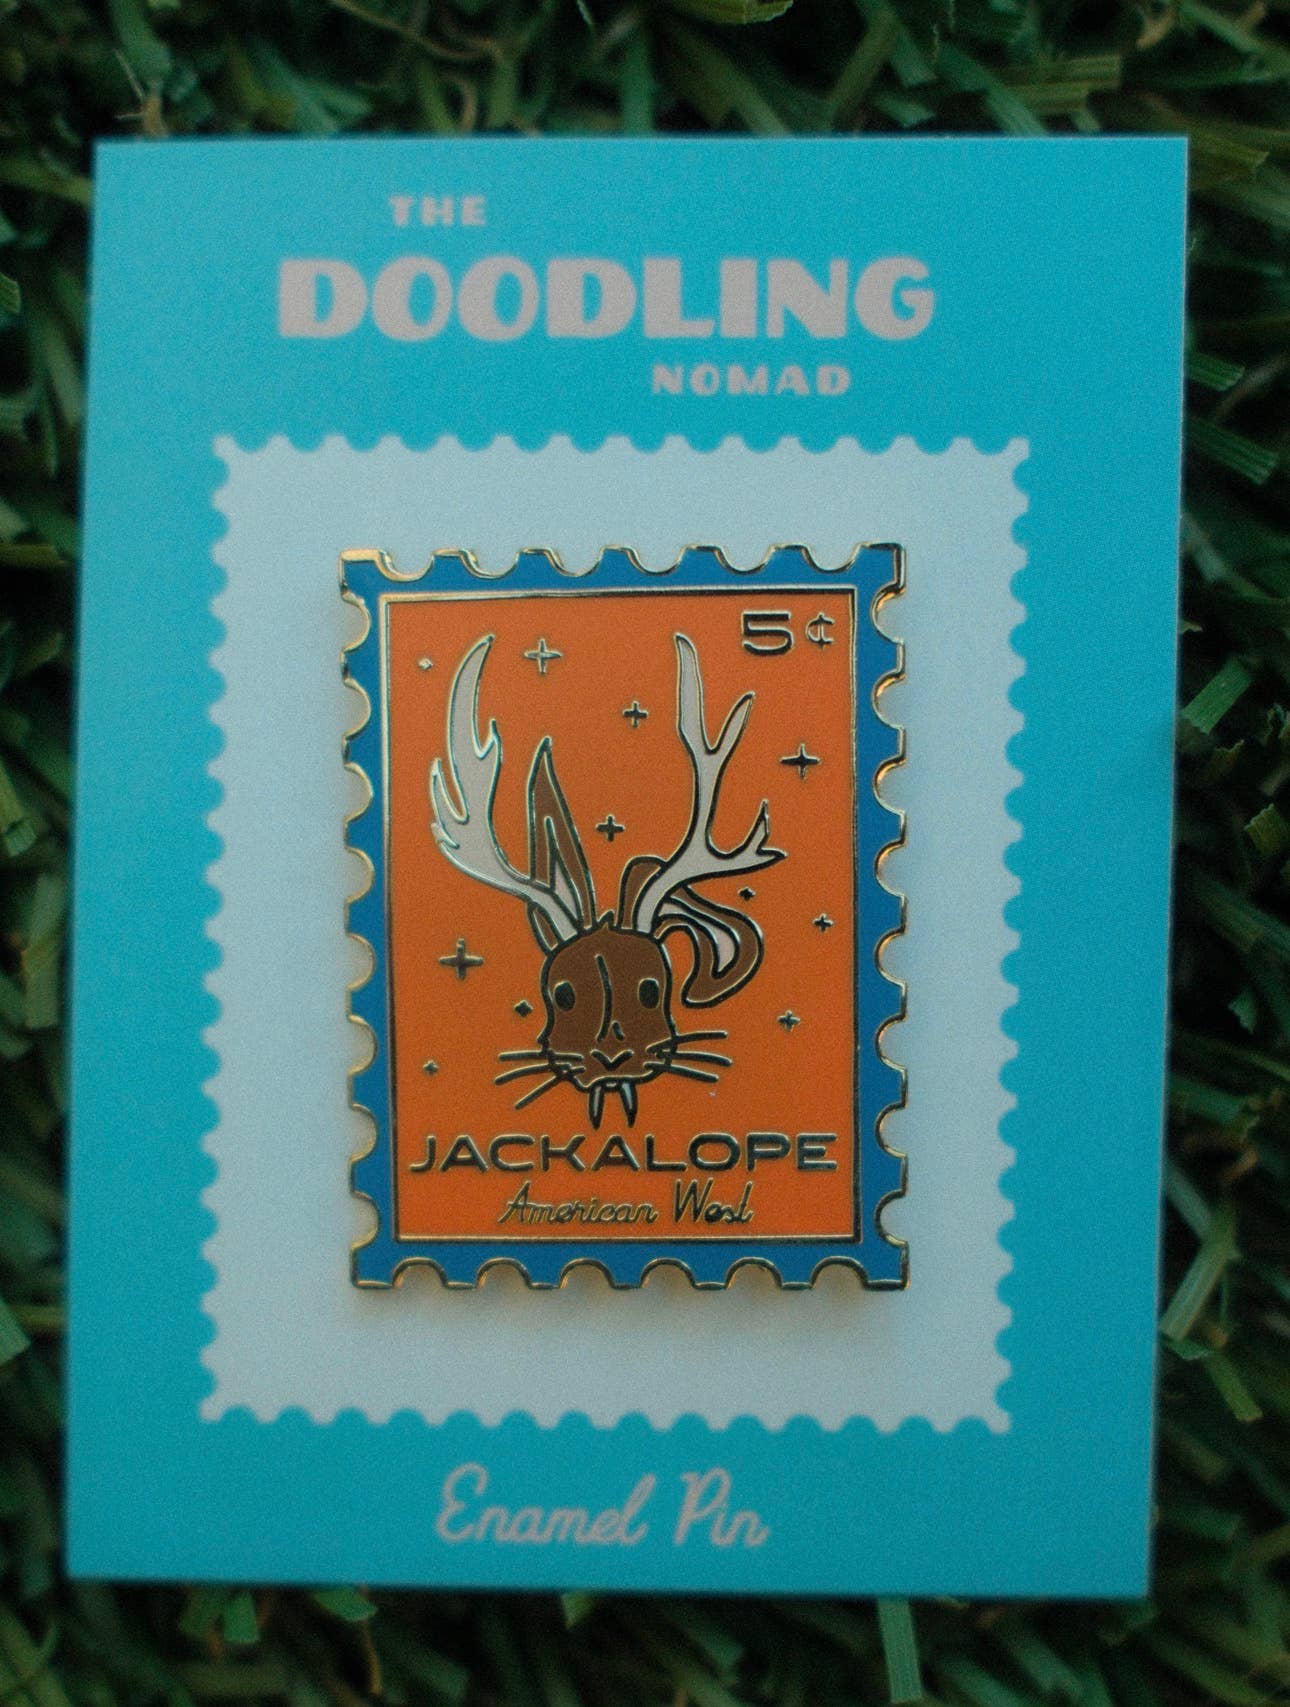 THE
DOODLING
NOMAD
5¢
JACKALOPE
American West
Enamel Pin